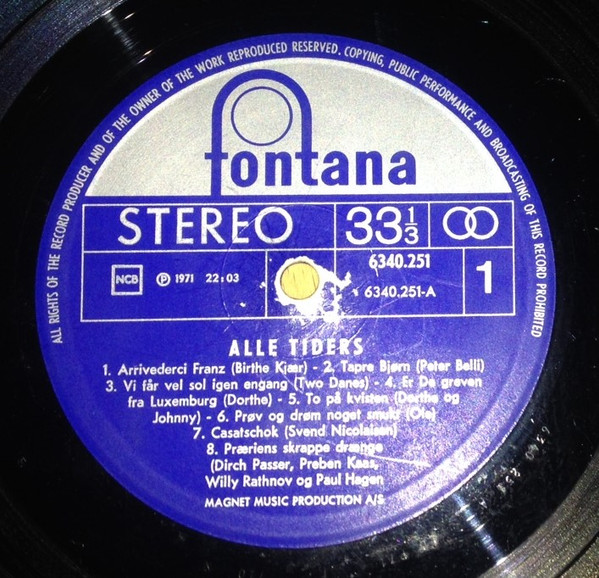 ALL RIGHTS OF THE RECORD PRODUCER AND OF THE OWNER OF THE WORK REPRODUCED RESERVED. COPYING, PUBLIC PERFORMANCE AND BROADCASTING OF THIS RECORD PROHIBITED
fontana
STEREO 33 1/3
NCB Ⓟ 1971 22:03 6340.251 1
6340.251-A
ALLE TIDERS
1. Arrivederci Franz (Birthe Kjær) - 2. Tapre Bjørn (Peter Belli)
3. Vi får vel sol igen engang (Two Danes) - 4. Er De greven
fra Luxemburg (Dorthe) - 5. To på kvisten (Dorthe og
Johnny) - 6. Prøv og drøm noget smukt (Ole)
7. Casatschok (Svend Nicolaisen)
8. Præriens skrappe drænge
(Dirch Passer, Preben Kaas,
Willy Rathnov og Paul Hagen
MAGNET MUSIC PRODUCTION A/S